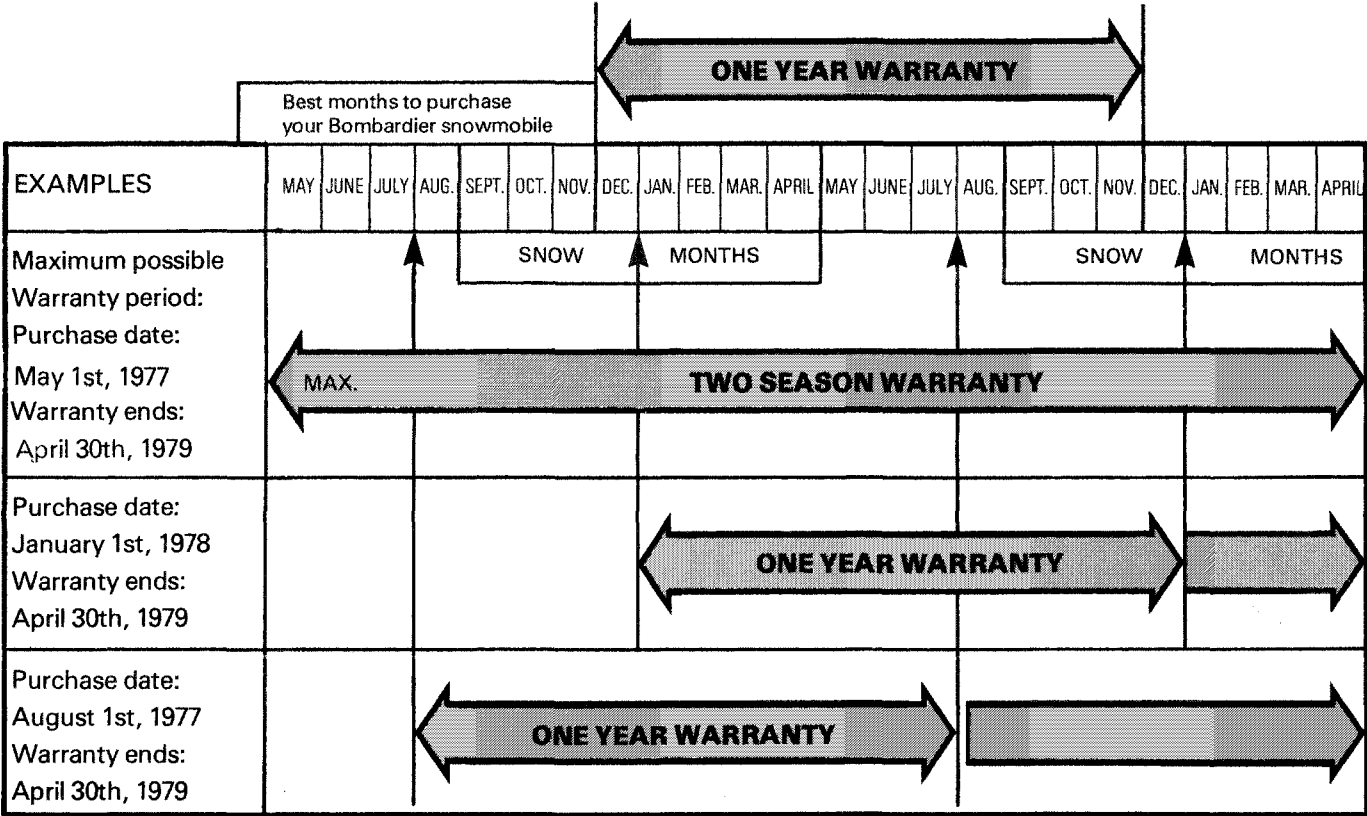 ONE YEAR WARRANTY
Best months to purchase
your Bombardier snowmobile
EXAMPLES
MAY JUNE JULY AUG. SEPT. OCT. NOV. DEC. JAN. FEB. MAR. APRIL MAY JUNE JULY AUG. SEPT. OCT. NOV. DEC. JAN. FEB. MAR. APRIL
SNOW MONTHS SNOW MONTHS
Maximum possible
Warranty period:
Purchase date:
May 1st, 1977
Warranty ends:
April 30th, 1979
MAX. TWO SEASON WARRANTY
Purchase date:
January 1st, 1978
Warranty ends:
April 30th, 1979
ONE YEAR WARRANTY
Purchase date:
August 1st, 1977
Warranty ends:
April 30th, 1979
ONE YEAR WARRANTY